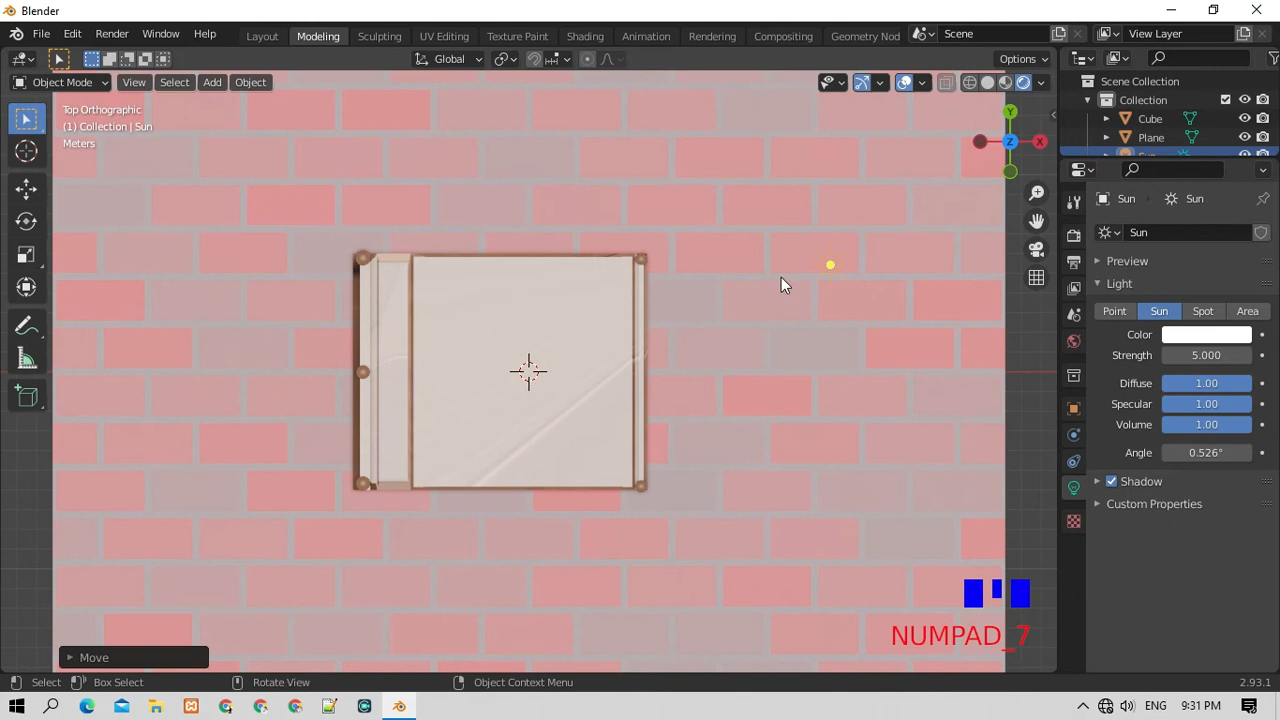 Blender
File Edit Render Window Help Layout Modeling Sculpting UV Editing Texture Paint Shading Animation Rendering Compositing Geometry Nod Scene View Layer
Global Options
Object Mode View Select Add Object
Top Orthographic
(1) Collection | Sun
Meters
Y
Z X
Scene Collection
Collection
Cube
Plane
Sun Sun
Sun
Preview
Light
Point Sun Spot Area
Color
Strength 5.000
Diffuse 1.00
Specular 1.00
Volume 1.00
Angle 0.526°
Shadow
Custom Properties
NUMPAD_7
Move
Select Box Select Rotate View Object Context Menu 2.93.1
ENG 9:31 PM